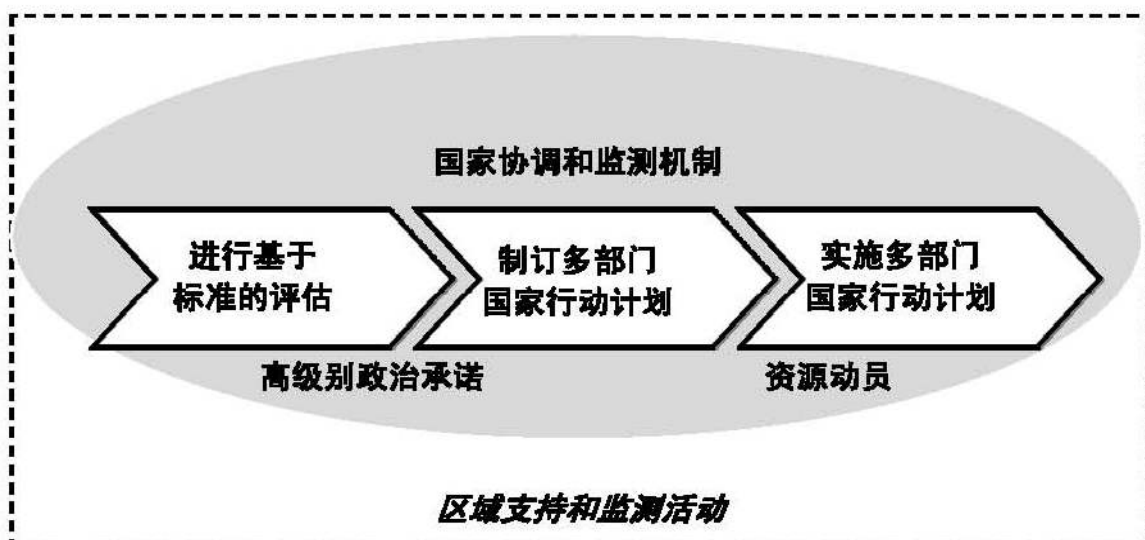 国家协调和监测机制
进行基于
标准的评估
制订多部门
国家行动计划
实施多部门
国家行动计划
高级别政治承诺
资源动员
区域支持和监测活动